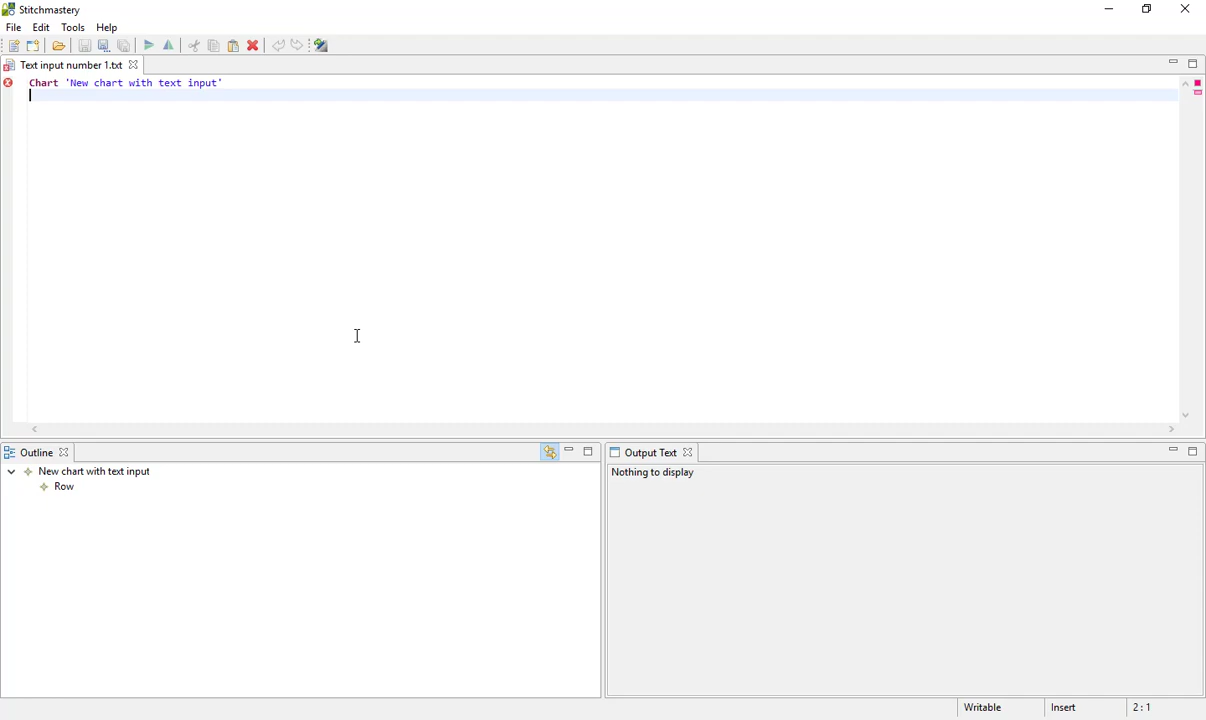 Stitchmastery
File Edit Tools Help
Text input number 1.txt
Chart 'New chart with text input'
Outline
New chart with text input
Row
Output Text
Nothing to display
Writable Insert 2 : 1